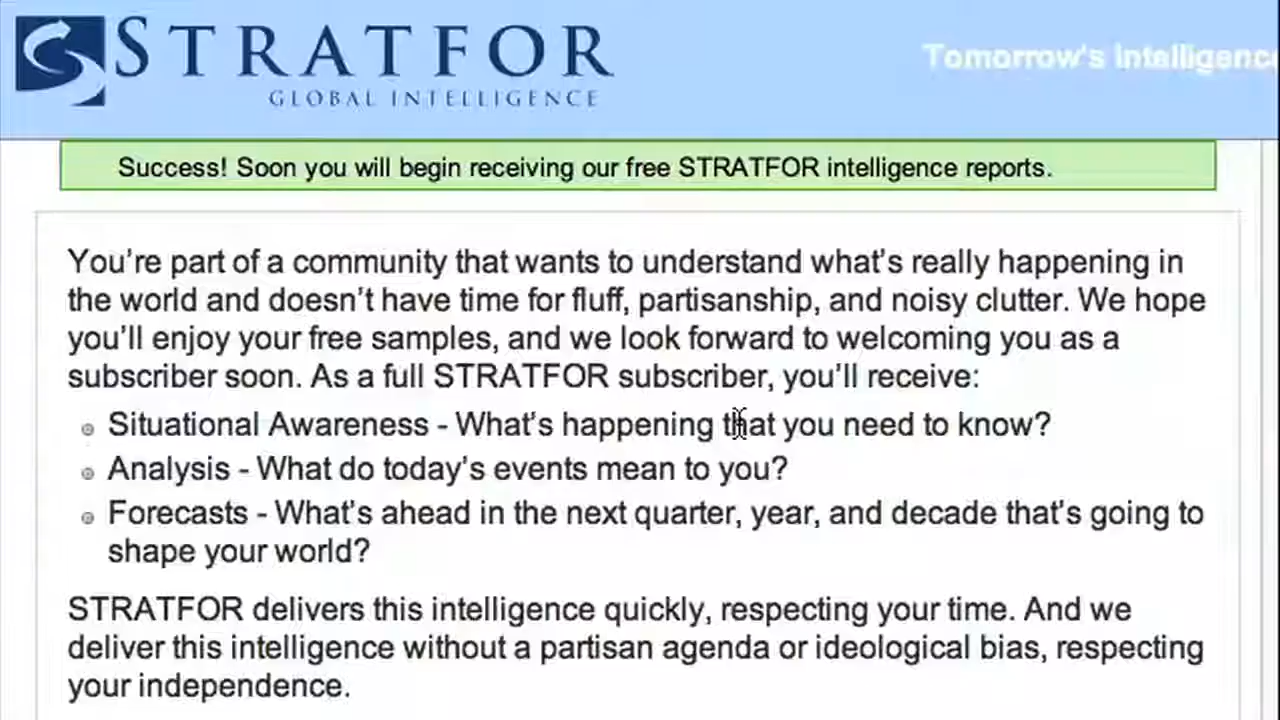 STRATFOR
GLOBAL INTELLIGENCE
Tomorrow's Intelligence
Success! Soon you will begin receiving our free STRATFOR intelligence reports.
You're part of a community that wants to understand what's really happening in
the world and doesn't have time for fluff, partisanship, and noisy clutter. We hope
you'll enjoy your free samples, and we look forward to welcoming you as a
subscriber soon. As a full STRATFOR subscriber, you'll receive:
Situational Awareness - What's happening that you need to know?
Analysis - What do today's events mean to you?
Forecasts - What's ahead in the next quarter, year, and decade that's going to
shape your world?
STRATFOR delivers this intelligence quickly, respecting your time. And we
deliver this intelligence without a partisan agenda or ideological bias, respecting
your independence.